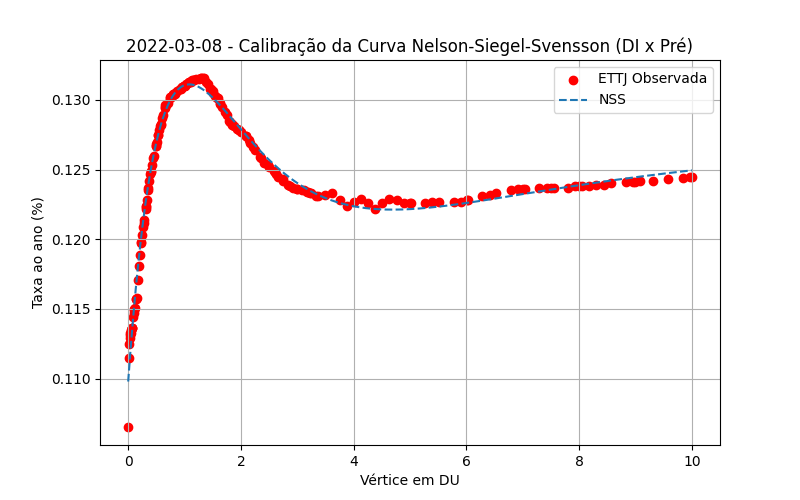 2022-03-08 - Calibração da Curva Nelson-Siegel-Svensson (DI x Pré)
ETTJ Observada
NSS
0.130
0.125
0.120
0.115
0.110
Taxa ao ano (%)
0 2 4 6 8 10
Vértice em DU